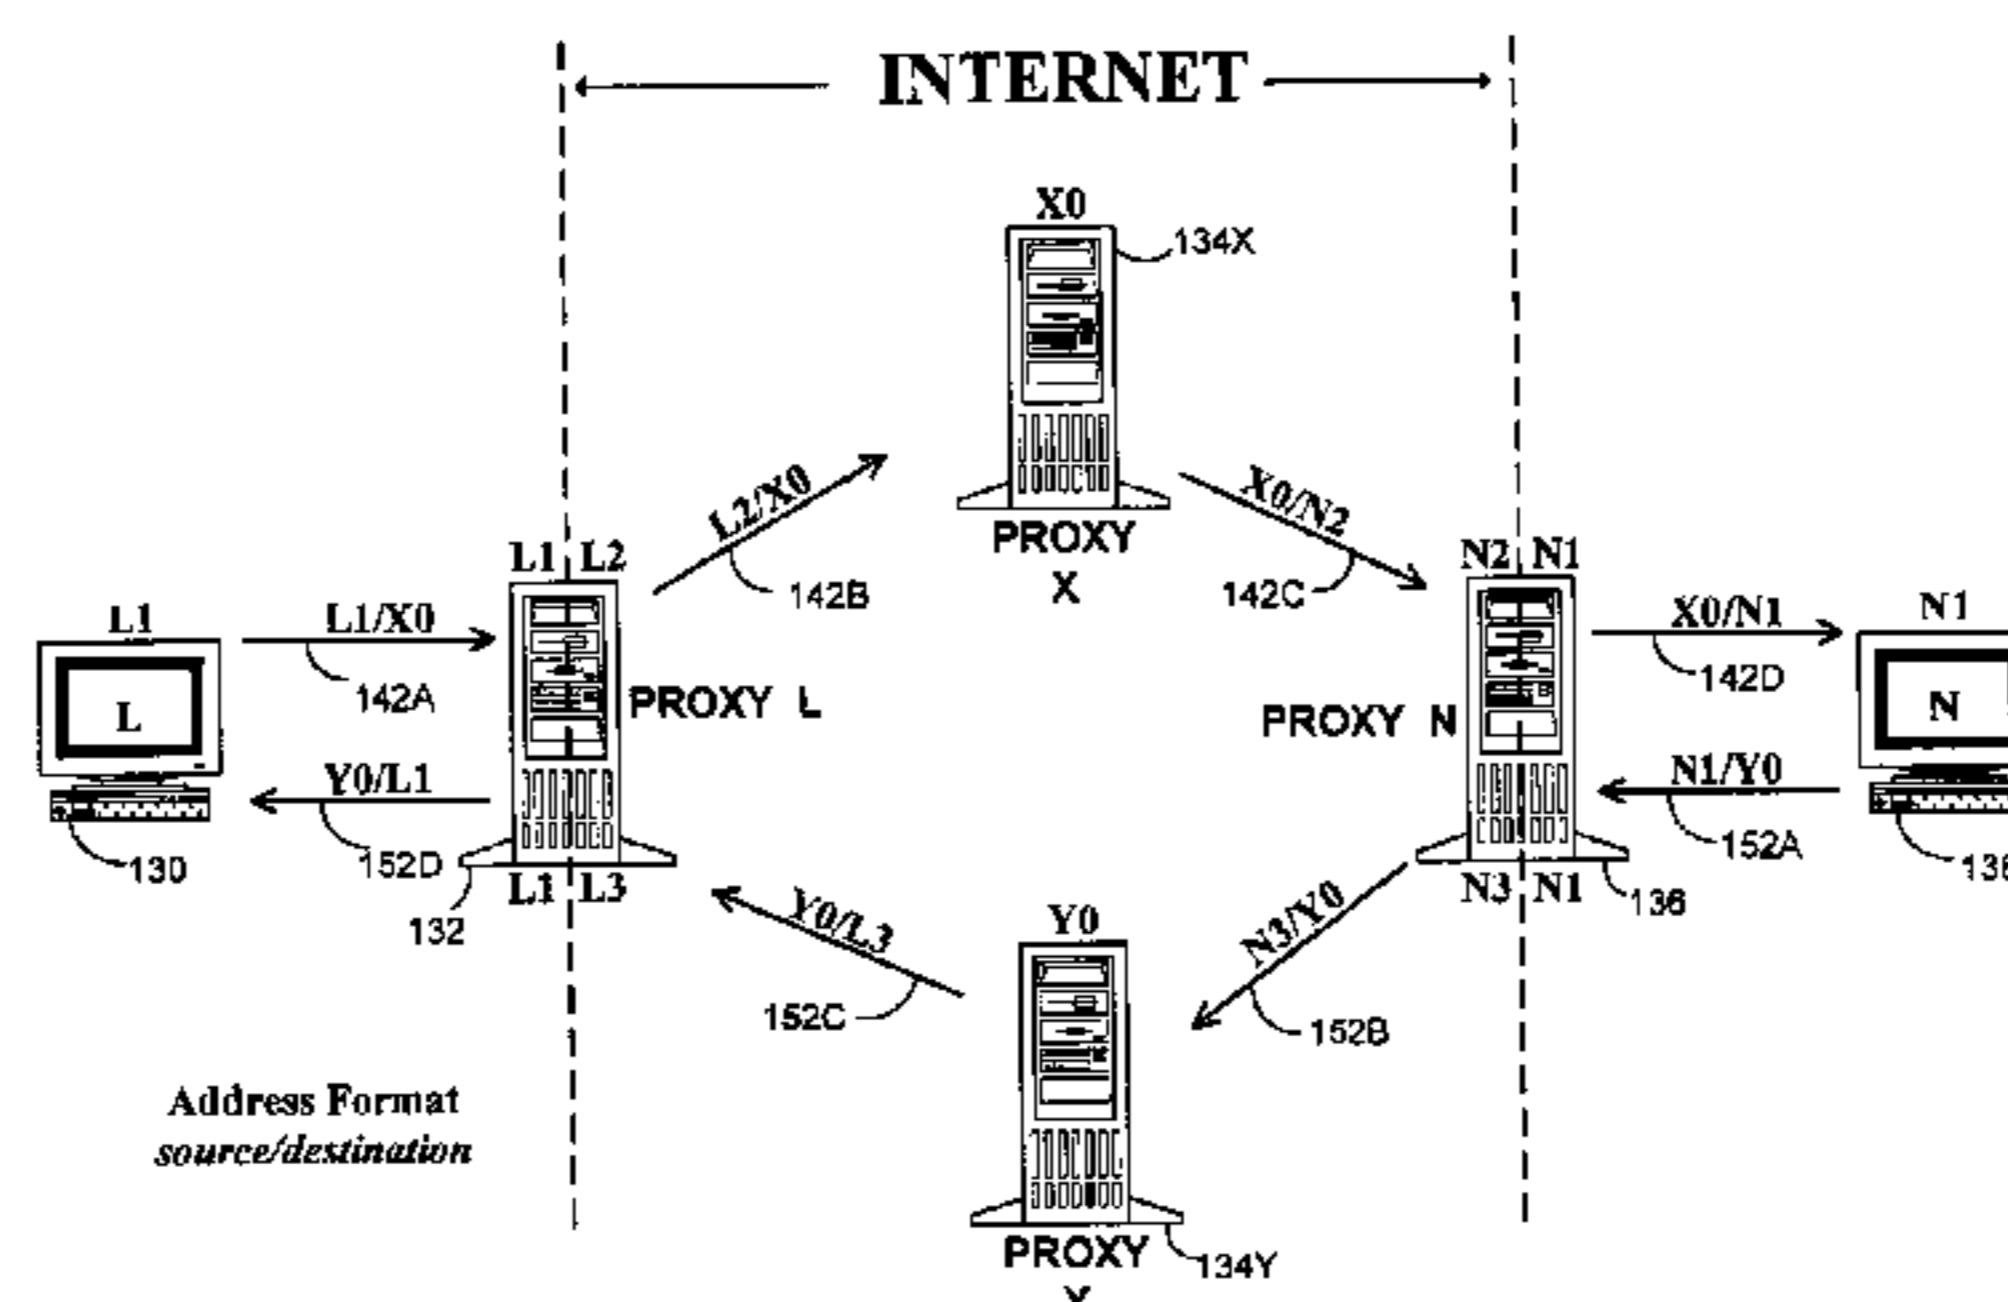 INTERNET
X0
134X
L2/X0
X0/N2
PROXY
X
142B
142C
L1 L2
N2 N1
L1
L1/X0
X0/N1
N1
142A
142D
L
PROXY L
PROXY N
N
Y0/L1
N1/Y0
130
152D
152A
L1 L3
N3 N1
136
132
Y0/L3
Y0
N3/Y0
152C
152B
Address Format
source/destination
PROXY
134Y